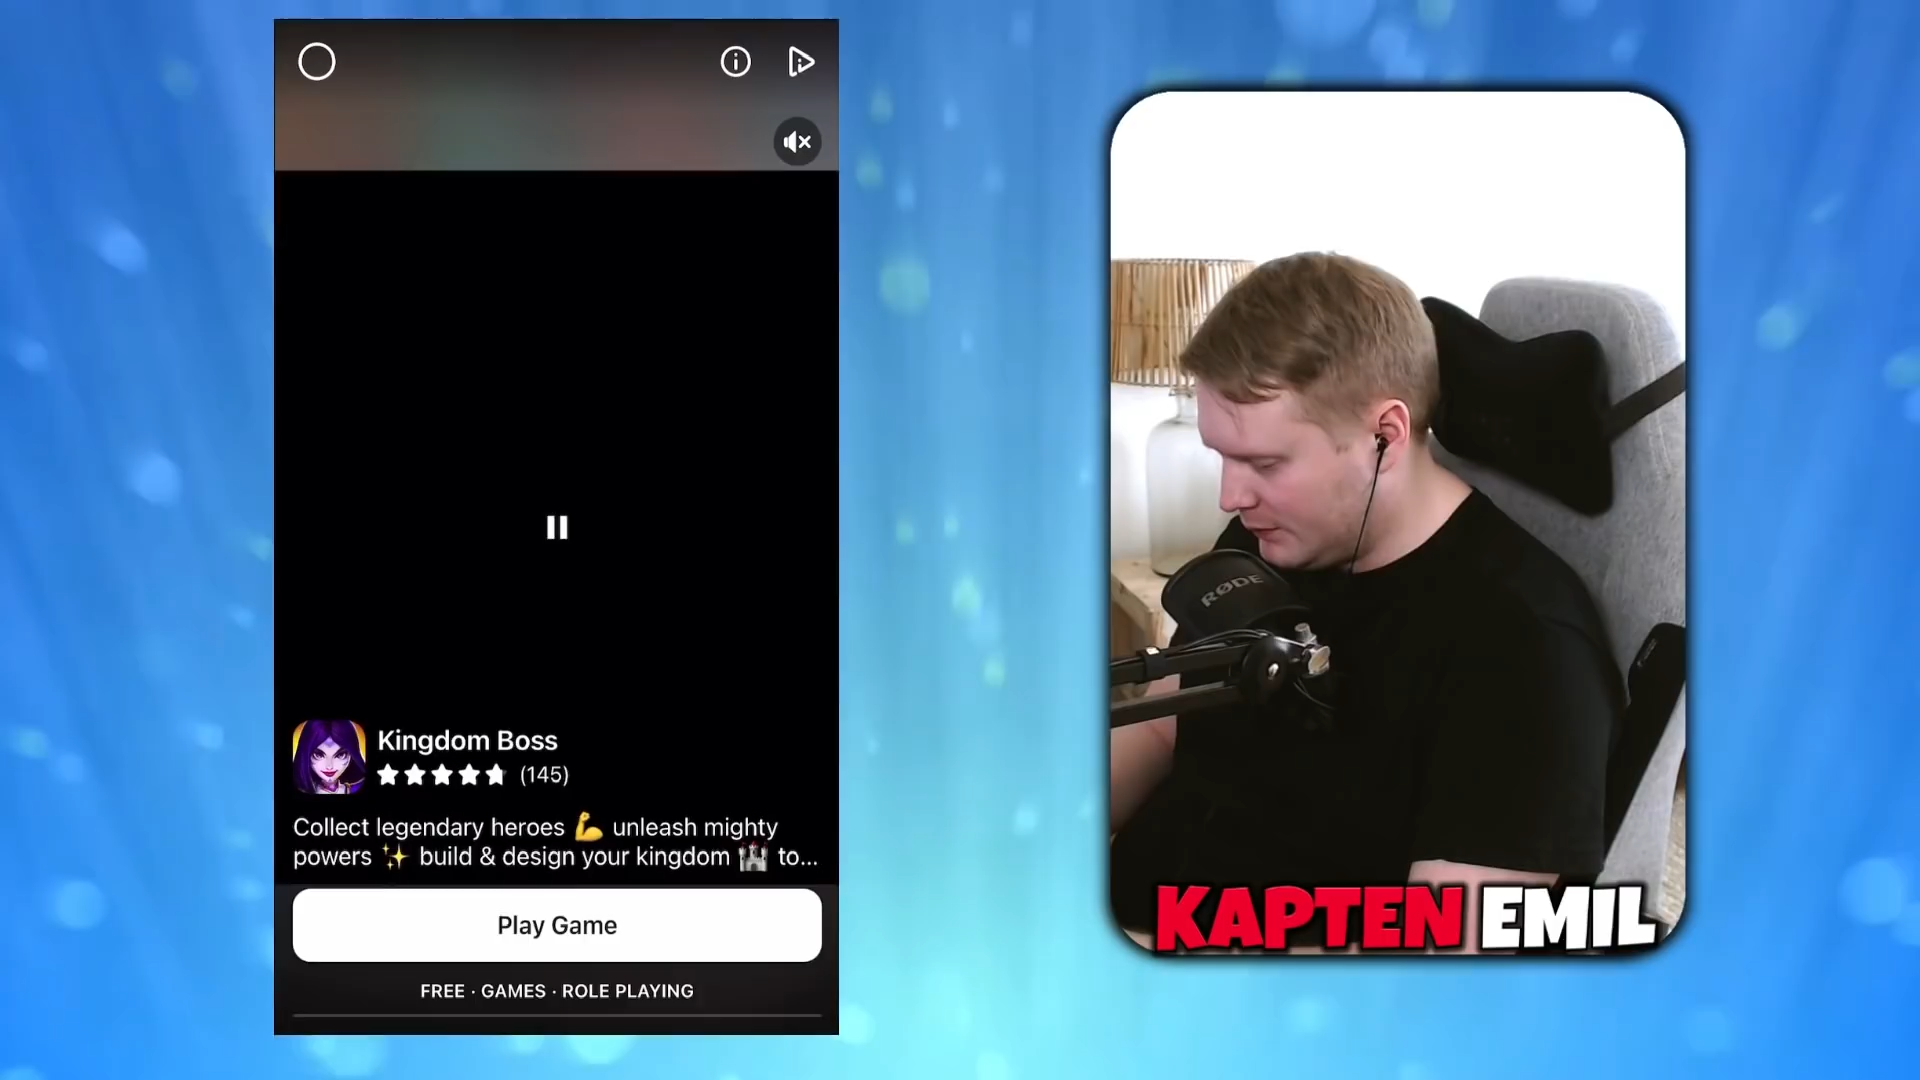 Kingdom Boss
(145)
Collect legendary heroes 💪 unleash mighty
powers ✨ build & design your kingdom 🏰 to...
Play Game
FREE · GAMES · ROLE PLAYING
RØDE
KAPTEN EMIL